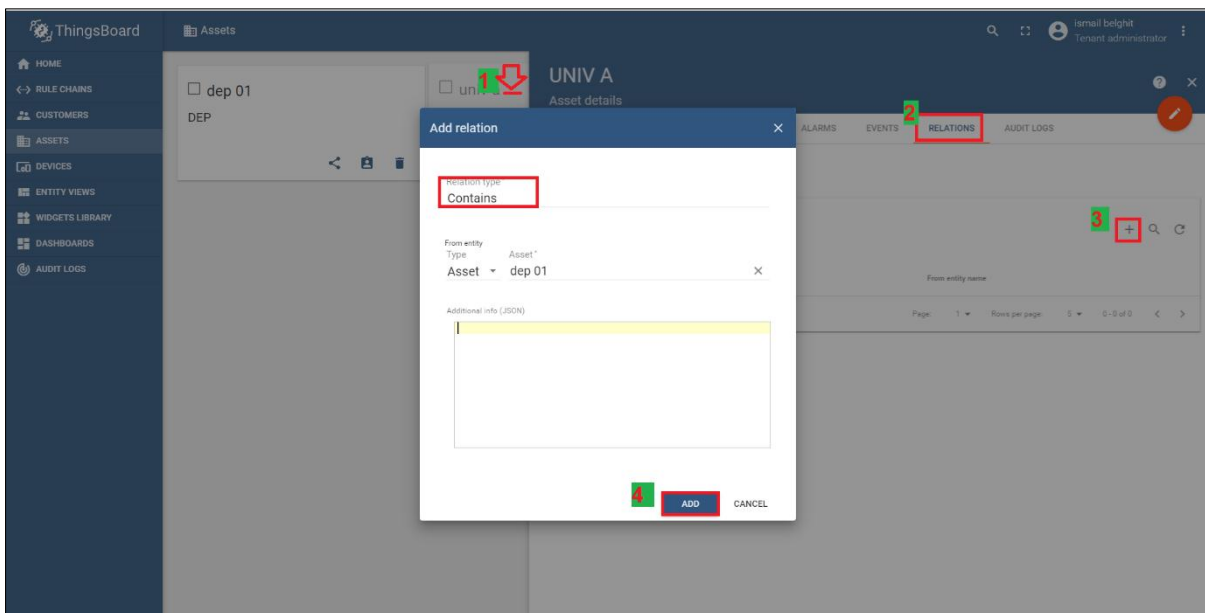 ThingsBoard
Assets
ismail belghit
Tenant administrator
HOME
RULE CHAINS
CUSTOMERS
ASSETS
DEVICES
ENTITY VIEWS
WIDGETS LIBRARY
DASHBOARDS
AUDIT LOGS
dep 01
DEP
1
UNIV A
Asset details
2
ALARMS EVENTS RELATIONS AUDIT LOGS
3
From entity name
Page: 1 Rows per page: 5 0-0 of 0
Add relation
Relation type
Contains
From entity
Type Asset*
Asset dep 01
Additional info (JSON)
4
ADD CANCEL